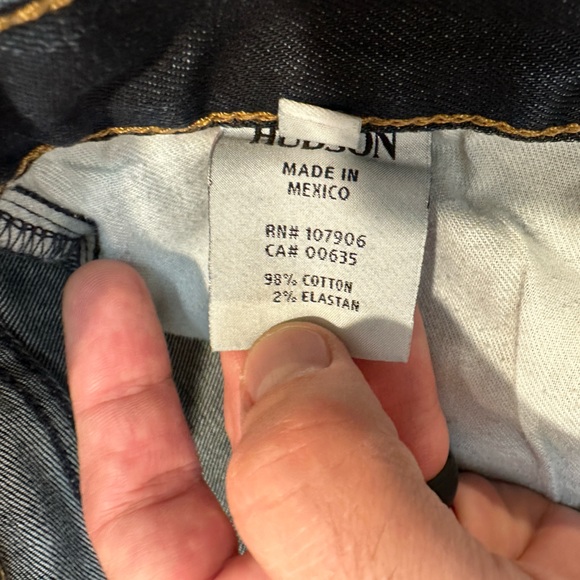 HUDSON
MADE IN
MEXICO
RN# 107906
CA# 00635
98% COTTON
2% ELASTAN